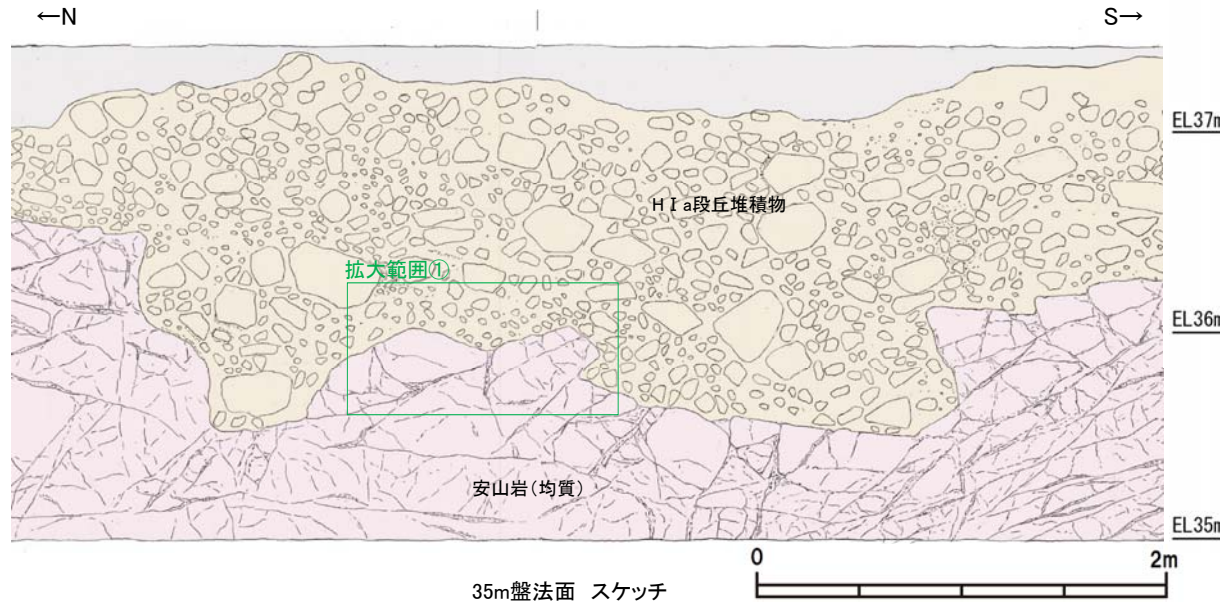 ←N
S→
EL37m
HⅠa段丘堆積物
拡大範囲①
EL36m
安山岩(均質)
EL35m
0
2m
35m盤法面 スケッチ